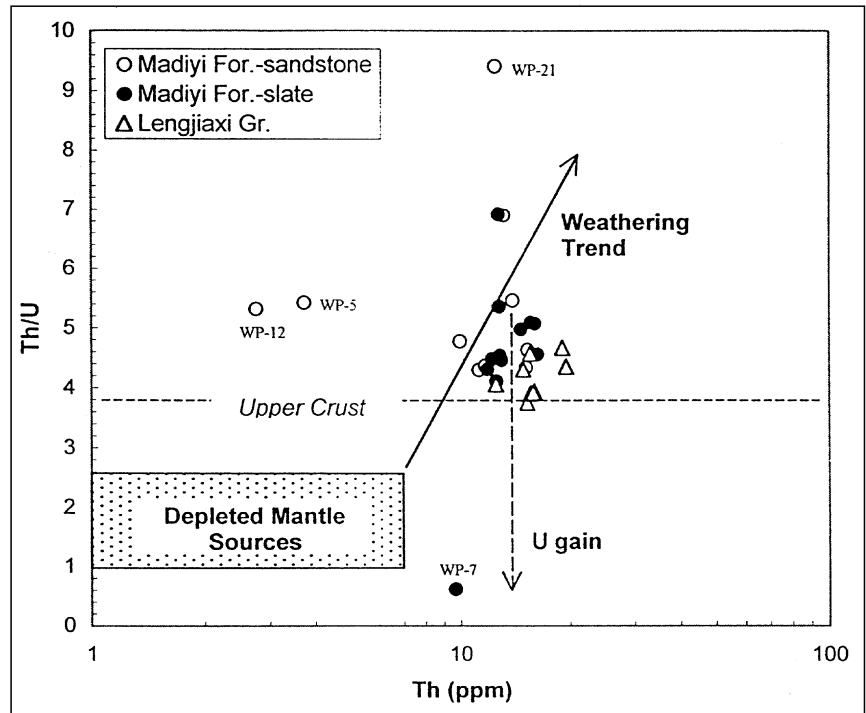 10
9
8
7
6
5
4
3
2
1
0
Th/U
Madiyi For.-sandstone
Madiyi For.-slate
Lengjiaxi Gr.
WP-21
Weathering
Trend
WP-5
WP-12
Upper Crust
Depleted Mantle
Sources
U gain
WP-7
1
10
100
Th (ppm)